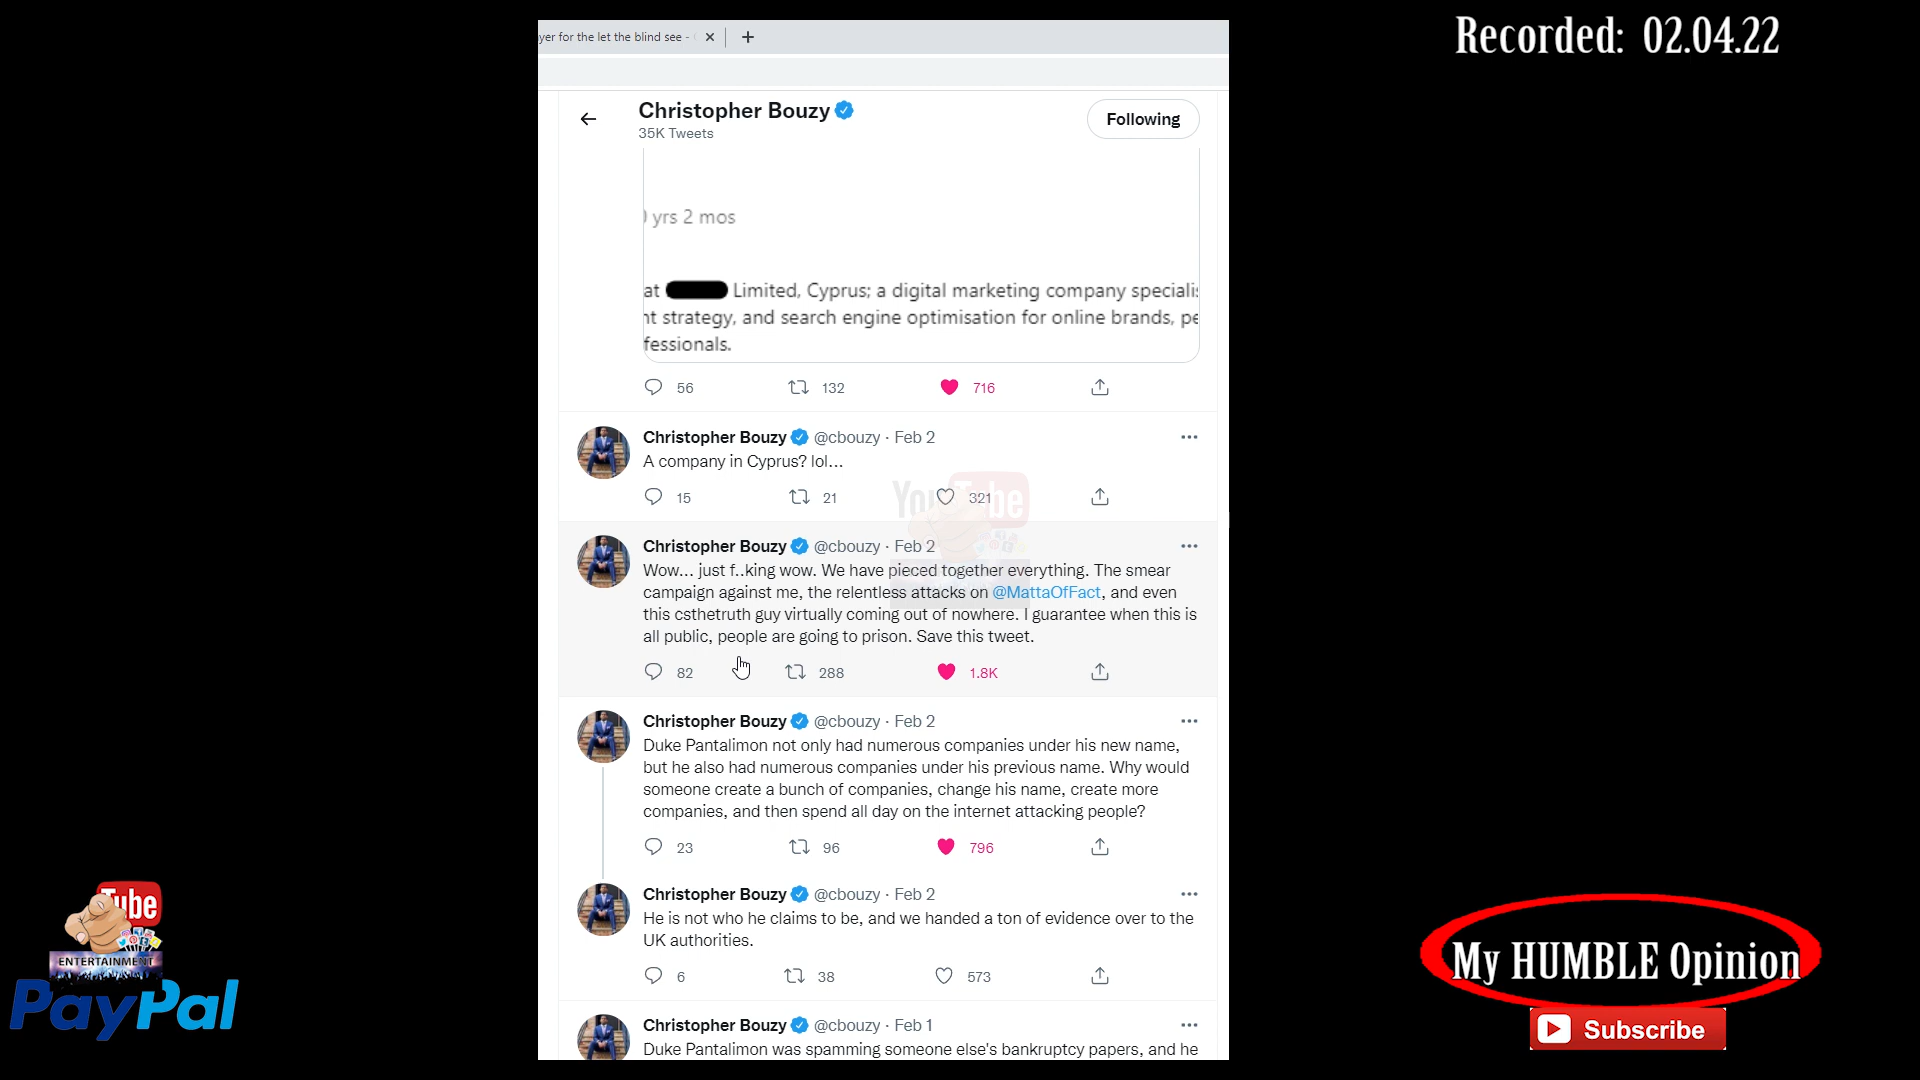 Recorded: 02.04.22
yer for the let the blind see -
Christopher Bouzy
35K Tweets
Following
yrs 2 mos
at Limited, Cyprus; a digital marketing company speciali
nt strategy, and search engine optimisation for online brands, pe
fessionals.
56 132 716
Christopher Bouzy @cbouzy · Feb 2
A company in Cyprus? lol...
15 21 321
YouTube
Christopher Bouzy @cbouzy · Feb 2
Wow... just f..king wow. We have pieced together everything. The smear
campaign against me, the relentless attacks on @MattaOfFact, and even
this csthetruth guy virtually coming out of nowhere. I guarantee when this is
all public, people are going to prison. Save this tweet.
82 288 1.8K
Christopher Bouzy @cbouzy · Feb 2
Duke Pantalimon not only had numerous companies under his new name,
but he also had numerous companies under his previous name. Why would
someone create a bunch of companies, change his name, create more
companies, and then spend all day on the internet attacking people?
23 96 796
Christopher Bouzy @cbouzy · Feb 2
He is not who he claims to be, and we handed a ton of evidence over to the
UK authorities.
6 38 573
Christopher Bouzy @cbouzy · Feb 1
Duke Pantalimon was spamming someone else's bankruptcy papers, and he
Tube
ENTERTAINMENT
PayPal
My HUMBLE Opinion
Subscribe